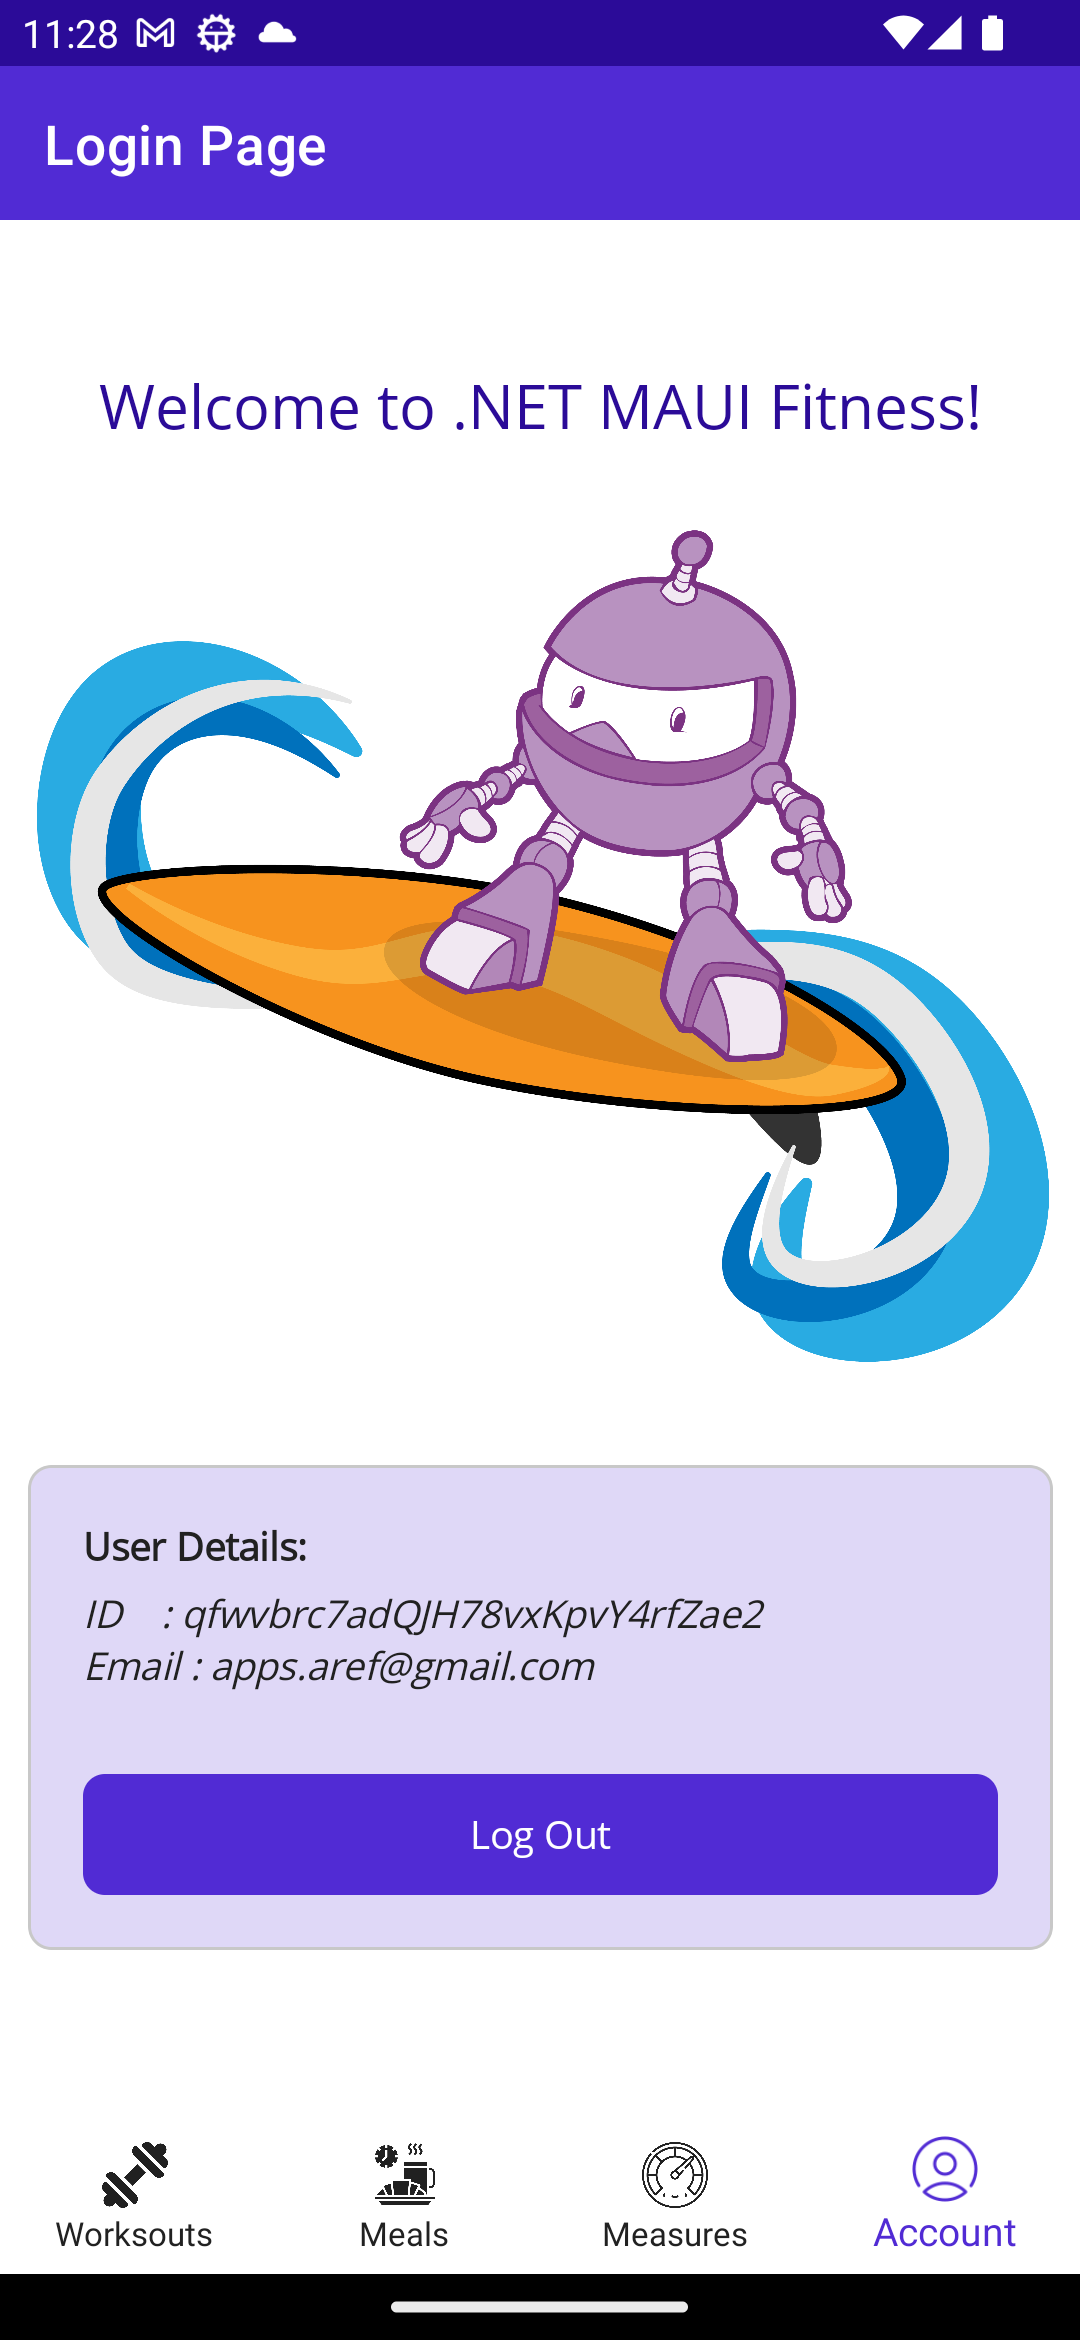 11:28
Login Page
Welcome to .NET MAUI Fitness!
User Details:
ID : qfwvbrc7adQJH78vxKpvY4rfZae2
Email : apps.aref@gmail.com
Log Out
Worksouts
Meals
Measures
Account